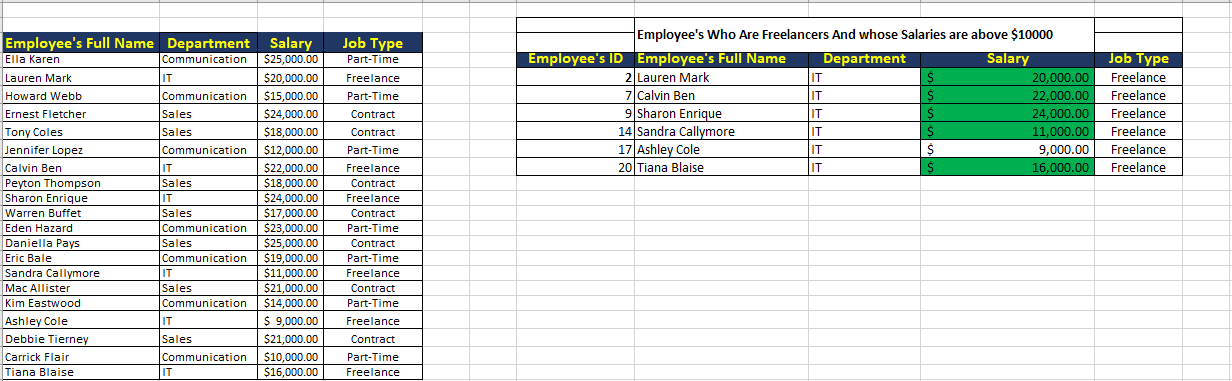 Employee's Full Name Department Salary Job Type
Ella Karen Communication $25,000.00 Part-Time
Lauren Mark IT $20,000.00 Freelance
Howard Webb Communication $15,000.00 Part-Time
Ernest Fletcher Sales $24,000.00 Contract
Tony Coles Sales $18,000.00 Contract
Jennifer Lopez Communication $12,000.00 Part-Time
Calvin Ben IT $22,000.00 Freelance
Peyton Thompson Sales $18,000.00 Contract
Sharon Enrique IT $24,000.00 Freelance
Warren Buffet Sales $17,000.00 Contract
Eden Hazard Communication $23,000.00 Part-Time
Daniella Pays Sales $25,000.00 Contract
Eric Bale Communication $19,000.00 Part-Time
Sandra Callymore IT $11,000.00 Freelance
Mac Allister Sales $21,000.00 Contract
Kim Eastwood Communication $14,000.00 Part-Time
Ashley Cole IT $ 9,000.00 Freelance
Debbie Tierney Sales $21,000.00 Contract
Carrick Flair Communication $10,000.00 Part-Time
Tiana Blaise IT $16,000.00 Freelance
Employee's Who Are Freelancers And whose Salaries are above $10000
Employee's ID Employee's Full Name Department Salary Job Type
2 Lauren Mark IT $ 20,000.00 Freelance
7 Calvin Ben IT $ 22,000.00 Freelance
9 Sharon Enrique IT $ 24,000.00 Freelance
14 Sandra Callymore IT $ 11,000.00 Freelance
17 Ashley Cole IT $ 9,000.00 Freelance
20 Tiana Blaise IT $ 16,000.00 Freelance